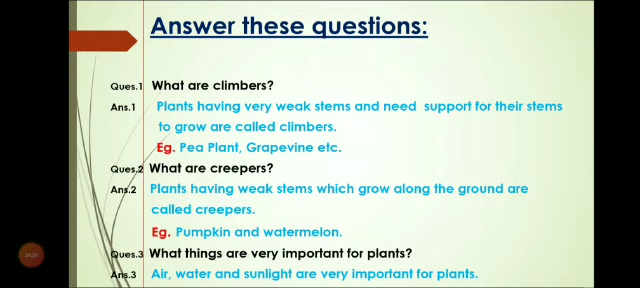 Answer these questions:
Ques.1 What are climbers?
Ans.1 Plants having very weak stems and need support for their stems
to grow are called climbers.
Eg. Pea Plant, Grapevine etc.
Ques.2 What are creepers?
Ans.2 Plants having weak stems which grow along the ground are
called creepers.
Eg. Pumpkin and watermelon.
Ques.3 What things are very important for plants?
Ans.3 Air, water and sunlight are very important for plants.